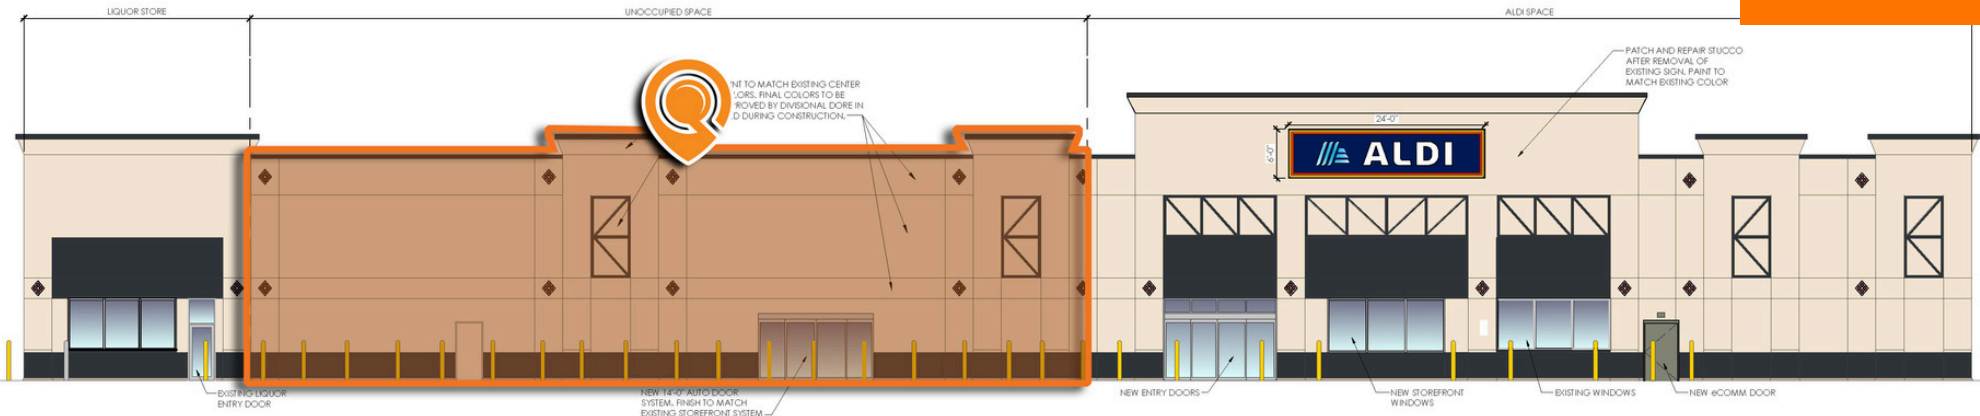 LIQUOR STORE
UNOCCUPIED SPACE
ALDI SPACE
PATCH AND REPAIR STUCCO
AFTER REMOVAL OF
EXISTING SIGN, PAINT TO
MATCH EXISTING COLOR
TO MATCH EXISTING CENTER
FINAL COLORS TO BE
BY DIVISIONAL DORE IN
DURING CONSTRUCTION.
24'-0"
6'-0"
ALDI
EXISTING LIQUOR
ENTRY DOOR
NEW 14'-0" AUTO DOOR
SYSTEM, FINISH TO MATCH
EXISTING STOREFRONT SYSTEM
NEW ENTRY DOORS
NEW STOREFRONT
WINDOWS
EXISTING WINDOWS
NEW eCOMM DOOR